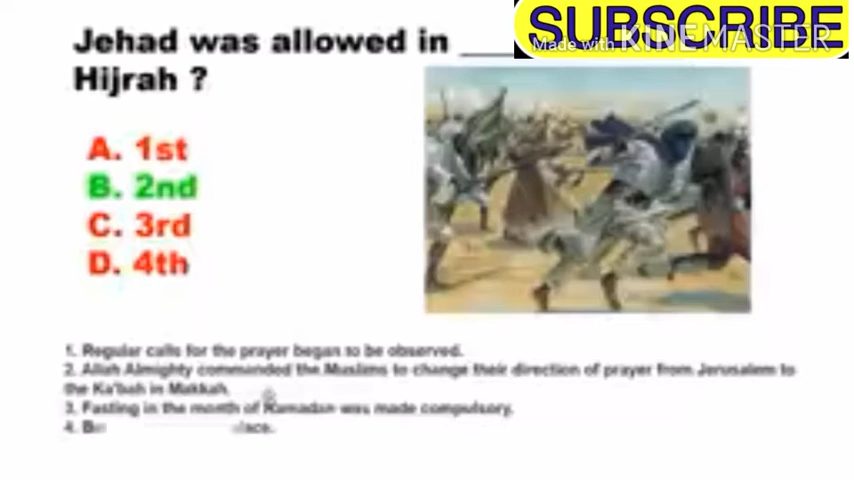 SUBSCRIBE
Made with KINEMASTER
Jehad was allowed in ____
Hijrah ?
A. 1st
B. 2nd
C. 3rd
D. 4th
1. Regular calls for the prayer began to be observed.
2. Allah Almighty commanded the Muslims to change their direction of prayer from Jerusalem to
the Ka'bah in Makkah.
3. Fasting in the month of Ramadan was made compulsory.
4.